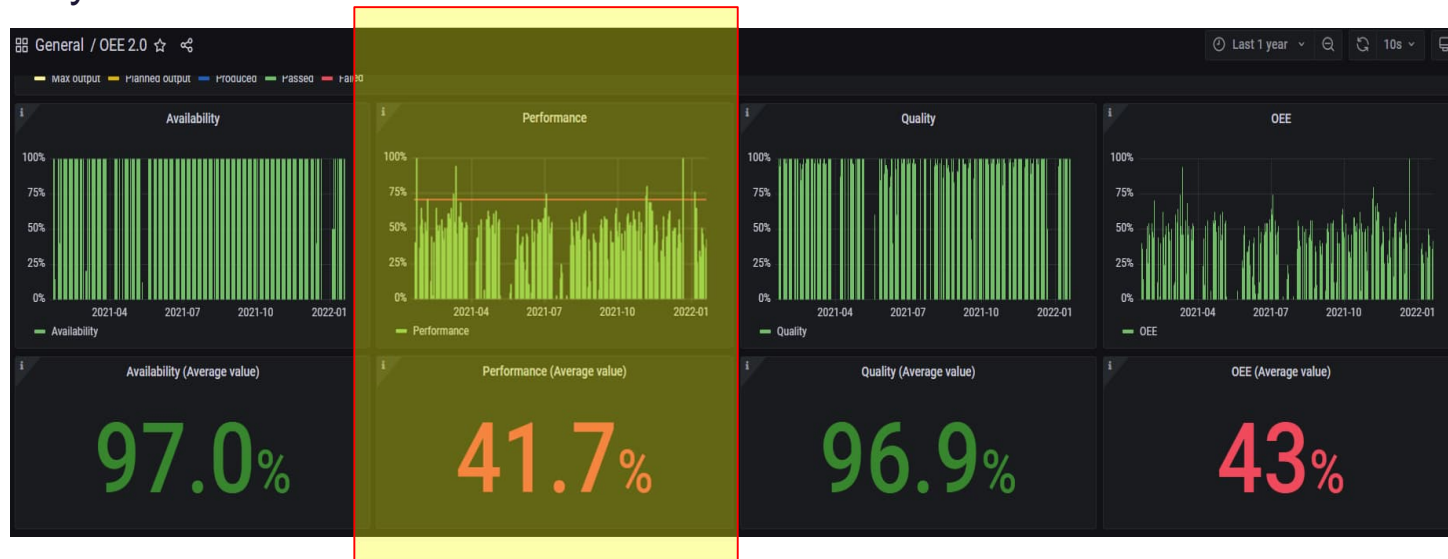 General / OEE 2.0
Last 1 year
10s
Max output Planned output Produced Passed Failed
i Availability
100%
75%
50%
25%
0%
2021-04 2021-07 2021-10 2022-01
Availability
i Performance
100%
75%
50%
25%
0%
2021-04 2021-07 2021-10 2022-01
Performance
i Quality
100%
75%
50%
25%
0%
2021-04 2021-07 2021-10 2022-01
Quality
i OEE
100%
75%
50%
25%
0%
2021-04 2021-07 2021-10 2022-01
OEE
i Availability (Average value)
97.0%
i Performance (Average value)
41.7%
i Quality (Average value)
96.9%
i OEE (Average value)
43%